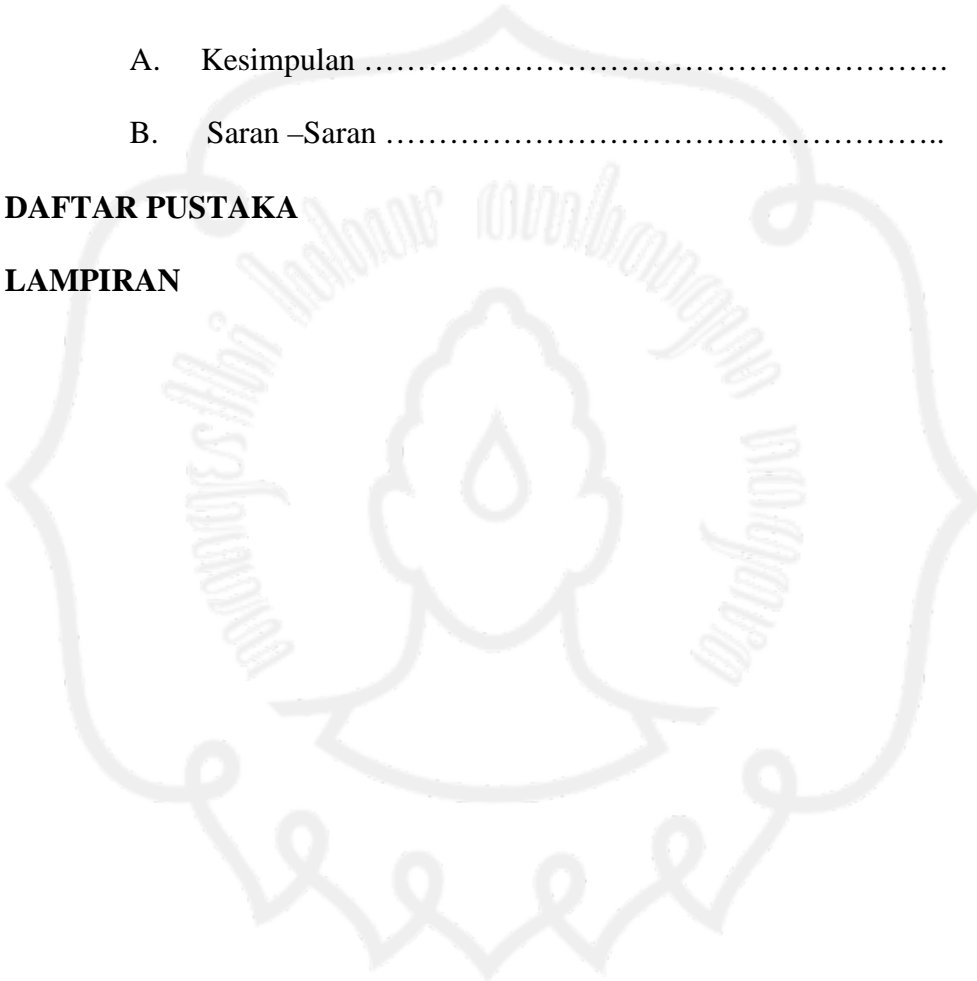 A. Kesimpulan ……………………………………………….
B. Saran –Saran ……………………………………………..
DAFTAR PUSTAKA
LAMPIRAN